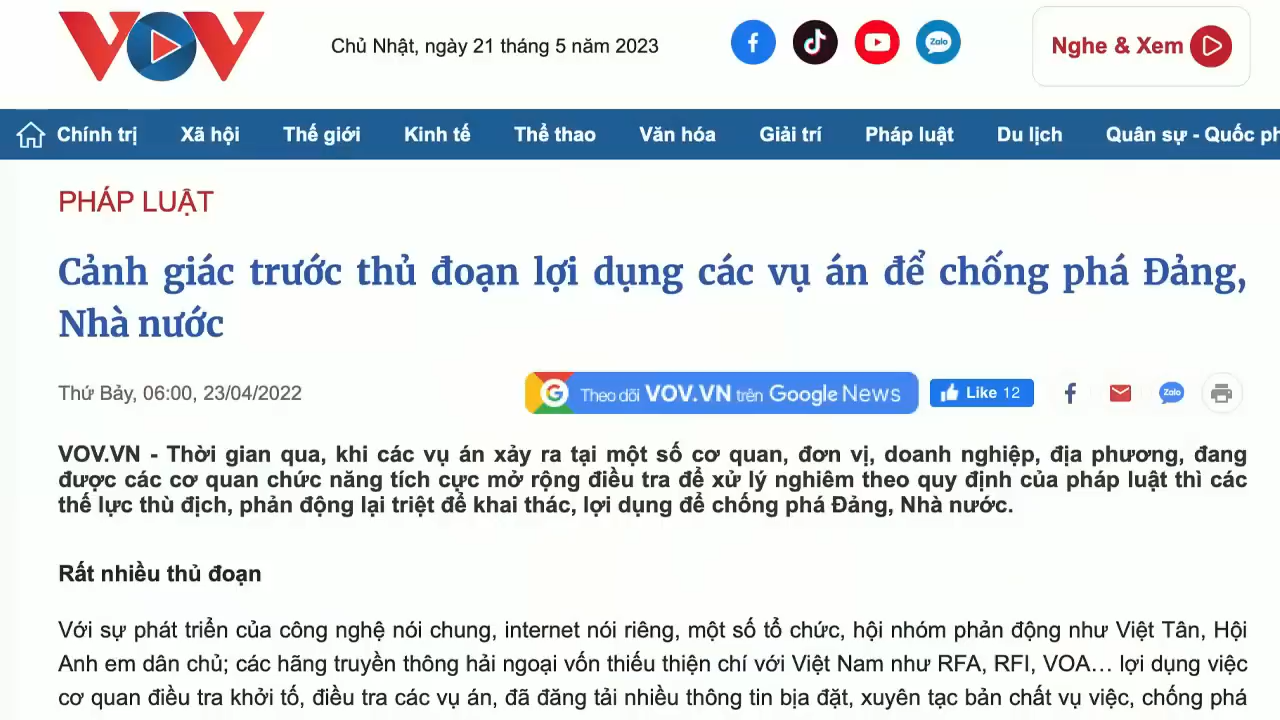 VOV
Chủ Nhật, ngày 21 tháng 5 năm 2023
Zalo
Nghe & Xem
Chính trị Xã hội Thế giới Kinh tế Thể thao Văn hóa Giải trí Pháp luật Du lịch Quân sự - Quốc ph
PHÁP LUẬT
Cảnh giác trước thủ đoạn lợi dụng các vụ án để chống phá Đảng,
Nhà nước
Thứ Bảy, 06:00, 23/04/2022
Theo dõi VOV.VN trên Google News
Like 12
Zalo
VOV.VN - Thời gian qua, khi các vụ án xảy ra tại một số cơ quan, đơn vị, doanh nghiệp, địa phương, đang
được các cơ quan chức năng tích cực mở rộng điều tra để xử lý nghiêm theo quy định của pháp luật thì các
thế lực thù địch, phản động lại triệt để khai thác, lợi dụng để chống phá Đảng, Nhà nước.
Rất nhiều thủ đoạn
Với sự phát triển của công nghệ nói chung, internet nói riêng, một số tổ chức, hội nhóm phản động như Việt Tân, Hội
Anh em dân chủ; các hãng truyền thông hải ngoại vốn thiếu thiện chí với Việt Nam như RFA, RFI, VOA... lợi dụng việc
cơ quan điều tra khởi tố, điều tra các vụ án, đã đăng tải nhiều thông tin bịa đặt, xuyên tạc bản chất vụ việc, chống phá